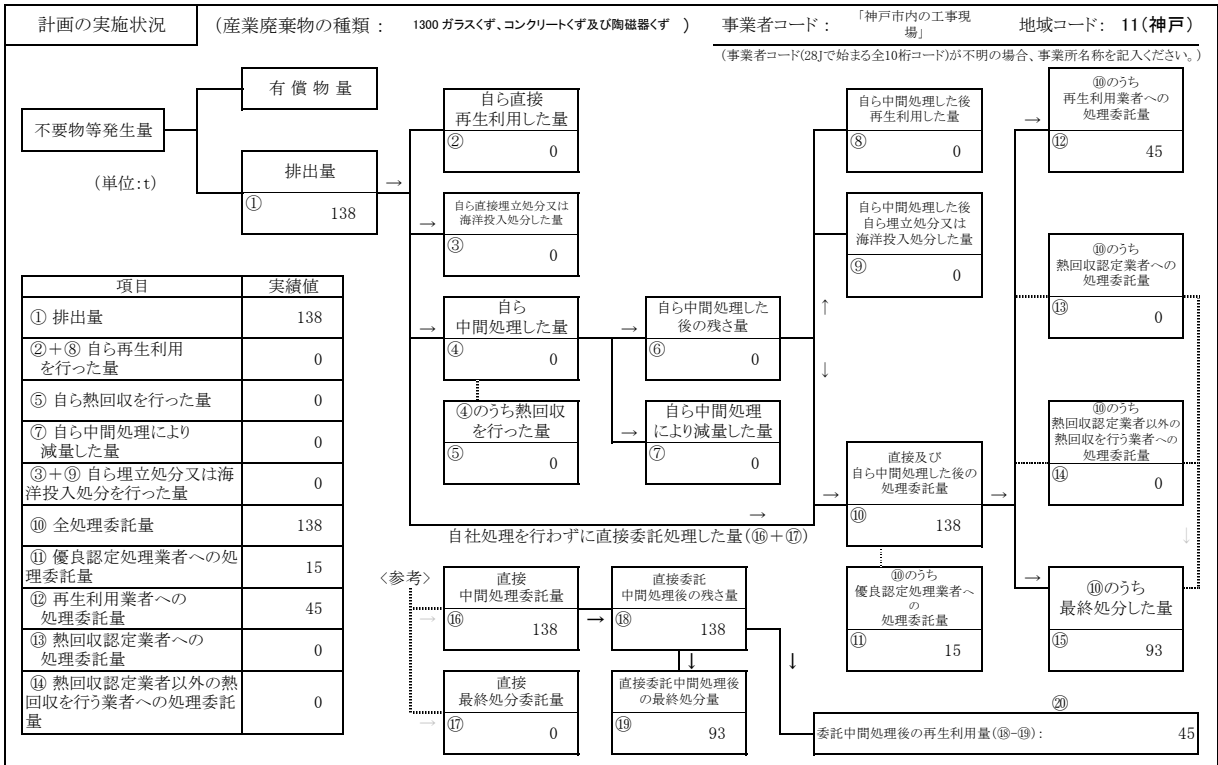 計画の実施状況
(産業廃棄物の種類： 1300 ガラスくず、コンクリートくず及び陶磁器くず ）
事業者コード：
「神戸市内の工事現
場」
地域コード： 11(神戸)
(事業者コード(28Jで始まる全10桁コード)が不明の場合、事業所名称を記入ください。)
不要物等発生量
(単位:t)
有 償 物 量
排出量
→
①
138
自ら直接
再生利用した量
②
0
→
自ら直接埋立処分又は
海洋投入処分した量
③
0
→
自ら
中間処理した量
④
0
④のうち熱回収
を行った量
⑤
0
→
自ら中間処理した
後の残さ量
⑥
0
→
自ら中間処理
により減量した量
⑦
0
自ら中間処理した後
再生利用した量
⑧
0
自ら中間処理した後
自ら埋立処分又は
海洋投入処分した量
⑨
0
↑
↓
→
自社処理を行わずに直接委託処理した量(⑯＋⑰)
→
直接及び
自ら中間処理した後の
処理委託量
⑩
138
→
⑩のうち
優良認定処理業者へ
の
処理委託量
⑪
15
→
⑩のうち
再生利用業者への
処理委託量
⑫
45
⑩のうち
熱回収認定業者への
処理委託量
⑬
0
⑩のうち
熱回収認定業者以外の
熱回収を行う業者への
処理委託量
⑭
0
↓
→
⑩のうち
最終処分した量
⑮
93
項目 実績値
① 排出量 138
②＋⑧ 自ら再生利用
を行った量 0
⑤ 自ら熱回収を行った量 0
⑦ 自ら中間処理により
減量した量 0
③＋⑨ 自ら埋立処分又は海
洋投入処分を行った量 0
⑩ 全処理委託量 138
⑪ 優良認定処理業者への処
理委託量 15
⑫ 再生利用業者への
処理委託量 45
⑬ 熱回収認定業者への
処理委託量 0
⑭ 熱回収認定業者以外の熱
回収を行う業者への処理委託
量 0
〈参考〉
→
直接
中間処理委託量
⑯
138
→
直接委託
中間処理後の残さ量
⑱
138
↓
↓
→
直接
最終処分委託量
⑰
0
直接委託中間処理後
の最終処分量
⑲
93
⑳
委託中間処理後の再生利用量(⑱-⑲)： 45